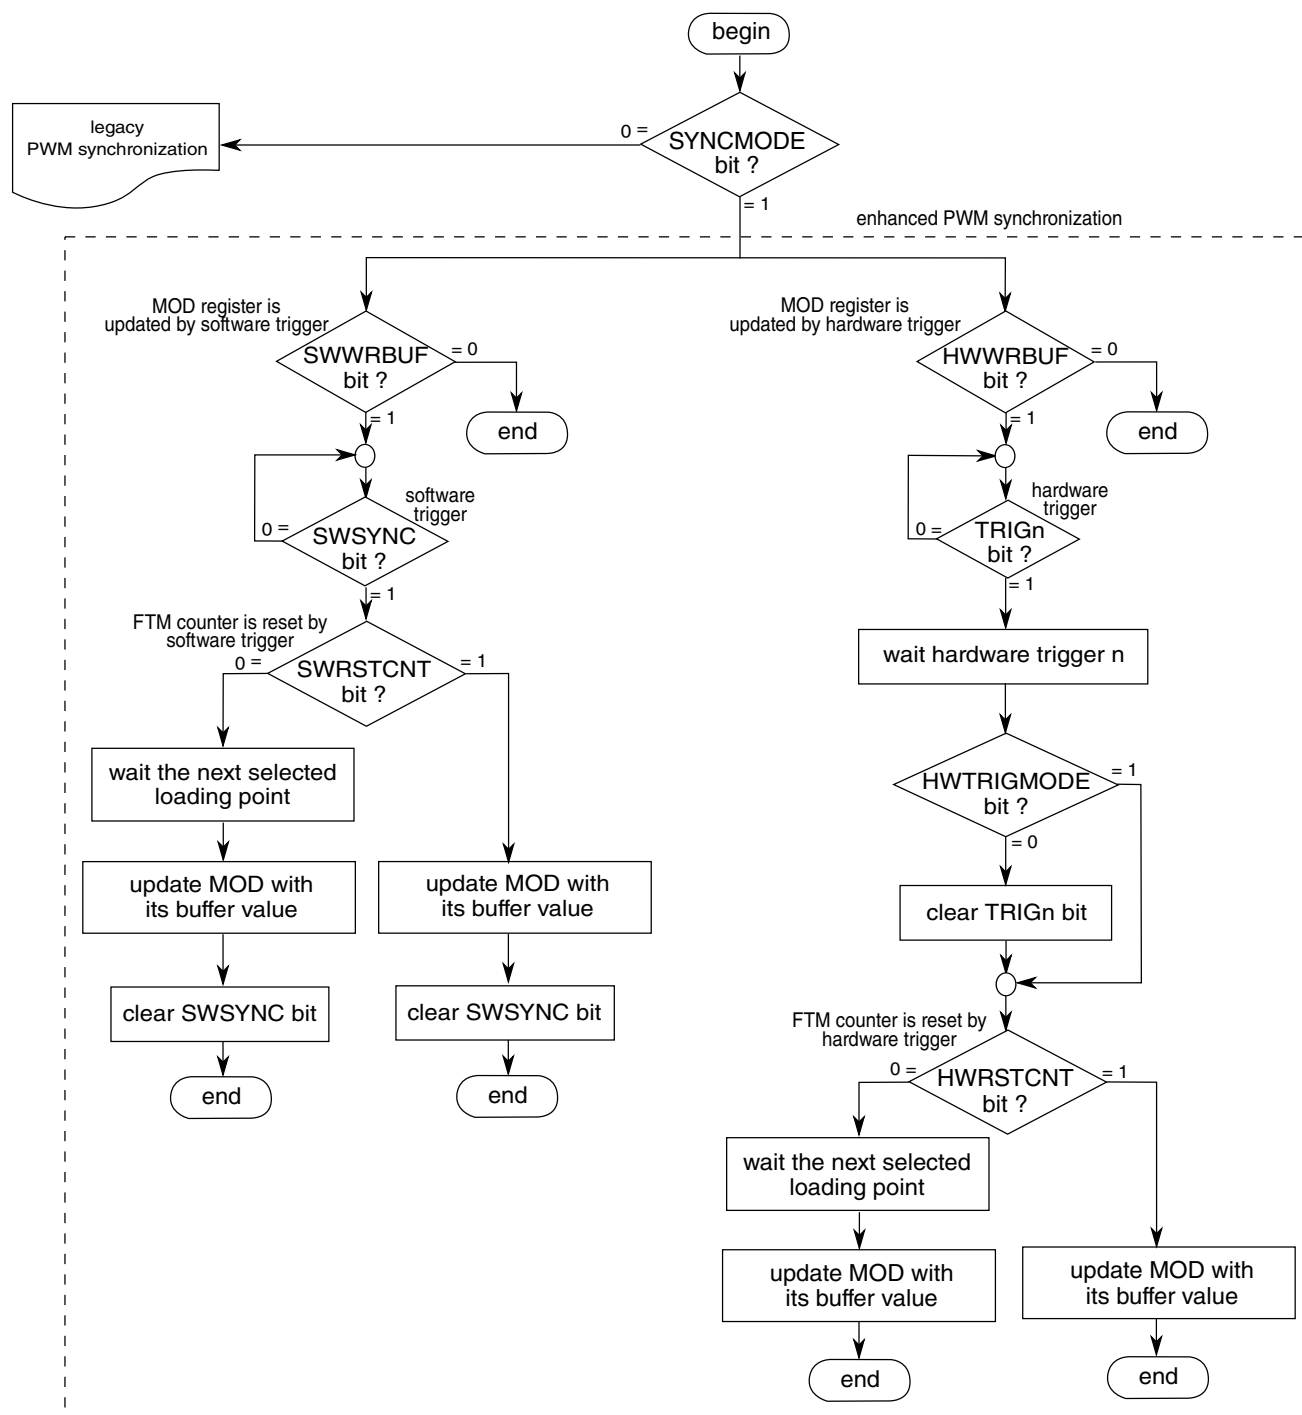 begin
legacy
PWM synchronization
0 =
SYNCMODE
bit ?
= 1
enhanced PWM synchronization
MOD register is
updated by software trigger
SWWRBUF
bit ?
= 0
= 1
end
software
trigger
0 =
SWSYNC
bit ?
= 1
FTM counter is reset by
software trigger
0 =
SWRSTCNT
bit ?
= 1
wait the next selected
loading point
update MOD with
its buffer value
clear SWSYNC bit
end
update MOD with
its buffer value
clear SWSYNC bit
end
MOD register is
updated by hardware trigger
HWWRBUF
bit ?
= 0
= 1
end
hardware
trigger
0 =
TRIGn
bit ?
= 1
wait hardware trigger n
HWTRIGMODE
bit ?
= 1
= 0
clear TRIGn bit
FTM counter is reset by
hardware trigger
0 =
HWRSTCNT
bit ?
= 1
wait the next selected
loading point
update MOD with
its buffer value
end
update MOD with
its buffer value
end